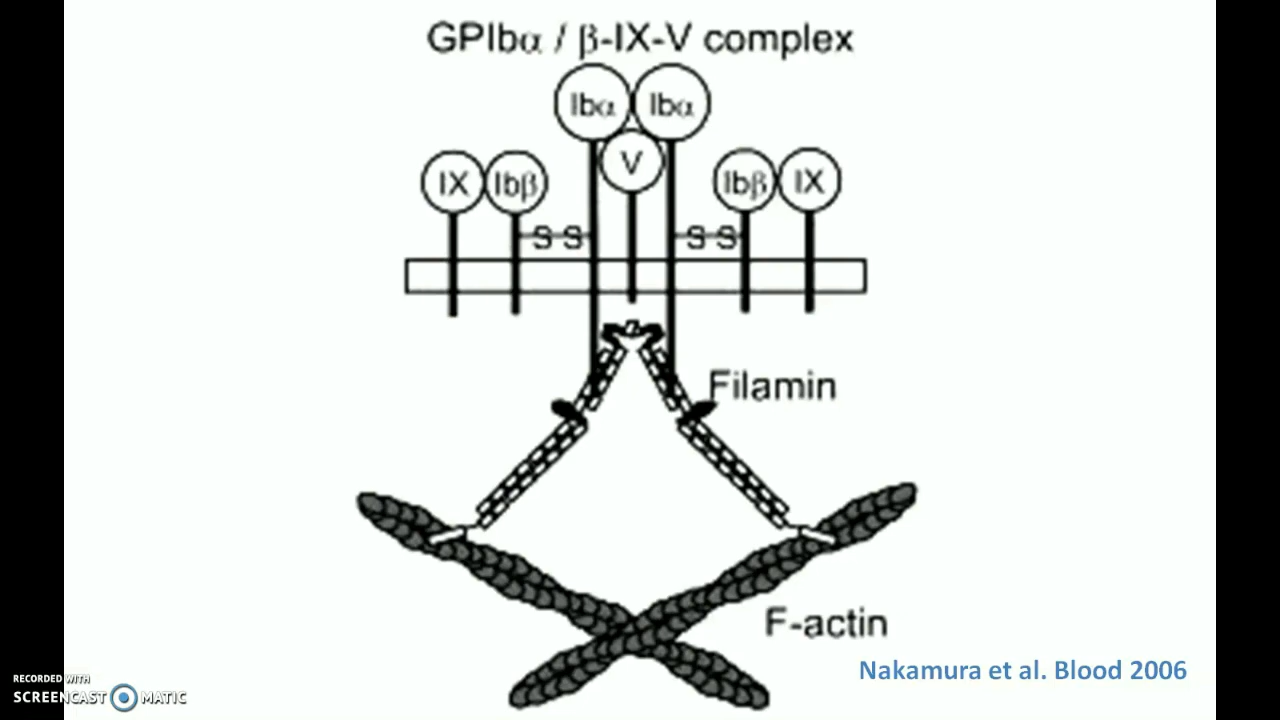 GPIbα / β-IX-V complex
Ibα Ibα
V
IX Ibβ Ibβ IX
S S S S
Filamin
F-actin
Nakamura et al. Blood 2006
RECORDED WITH
SCREENCAST MATIC